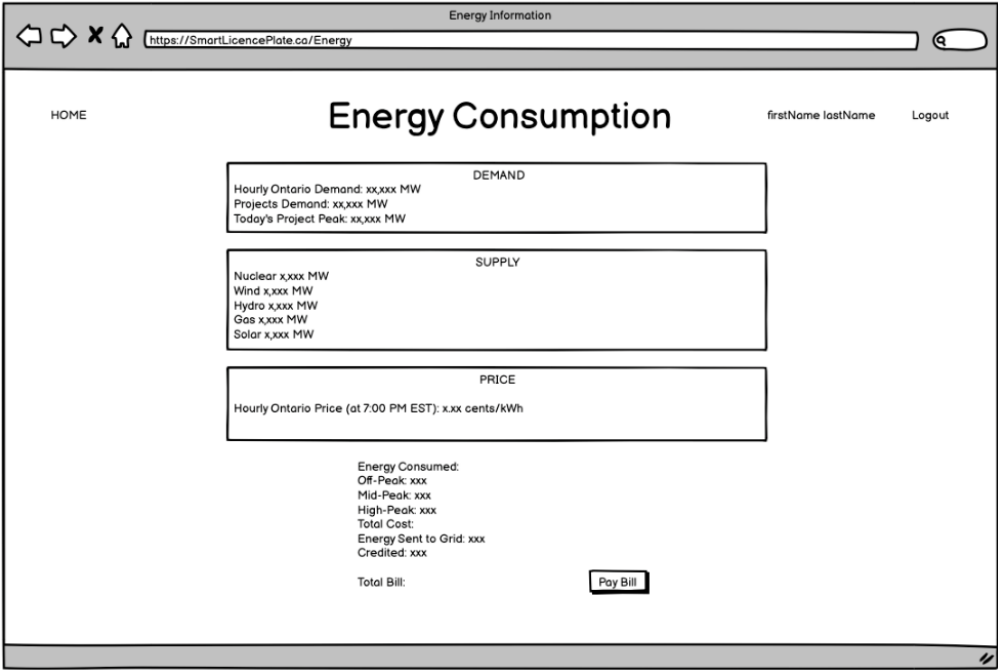 Energy Information
https://SmartLicencePlate.ca/Energy
HOME
Energy Consumption
firstName lastName
Logout
DEMAND
Hourly Ontario Demand: xx,xxx MW
Projects Demand: xx,xxx MW
Today's Project Peak: xx,xxx MW
SUPPLY
Nuclear x,xxx MW
Wind x,xxx MW
Hydro x,xxx MW
Gas x,xxx MW
Solar x,xxx MW
PRICE
Hourly Ontario Price (at 7:00 PM EST): x.xx cents/kWh
Energy Consumed:
Off-Peak: xxx
Mid-Peak: xxx
High-Peak: xxx
Total Cost:
Energy Sent to Grid: xxx
Credited: xxx
Total Bill:
Pay Bill